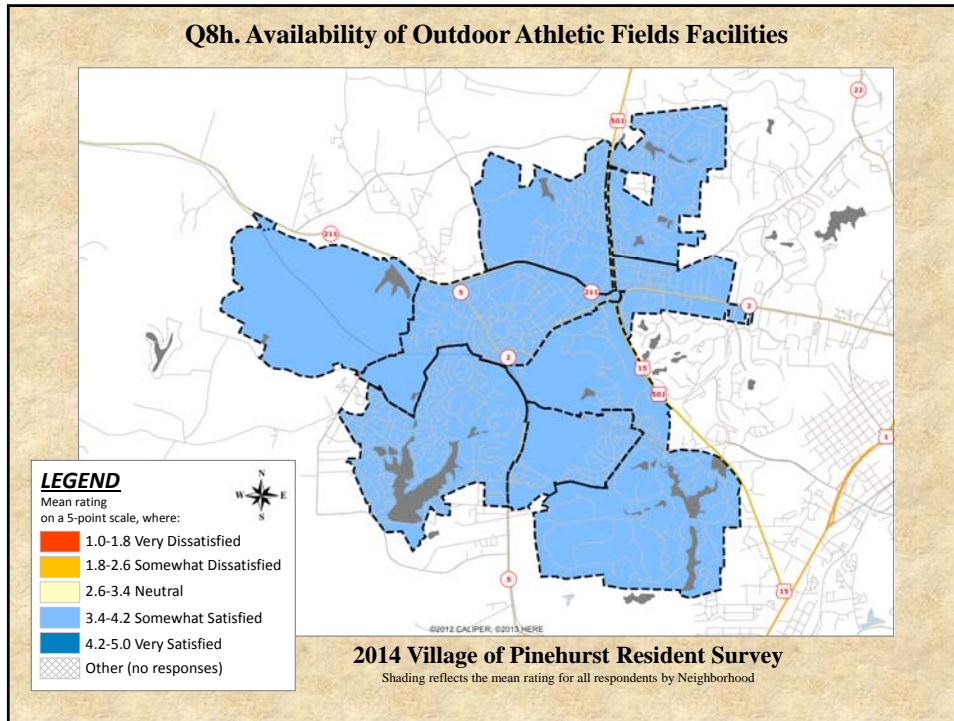 Q8h. Availability of Outdoor Athletic Fields Facilities
22
501
211
5
211
2
2
15
501
1
5
15
LEGEND
Mean rating
on a 5-point scale, where:
N
W E
S
1.0-1.8 Very Dissatisfied
1.8-2.6 Somewhat Dissatisfied
2.6-3.4 Neutral
3.4-4.2 Somewhat Satisfied
4.2-5.0 Very Satisfied
Other (no responses)
©2012 CALIPER, ©2013 HERE
2014 Village of Pinehurst Resident Survey
Shading reflects the mean rating for all respondents by Neighborhood